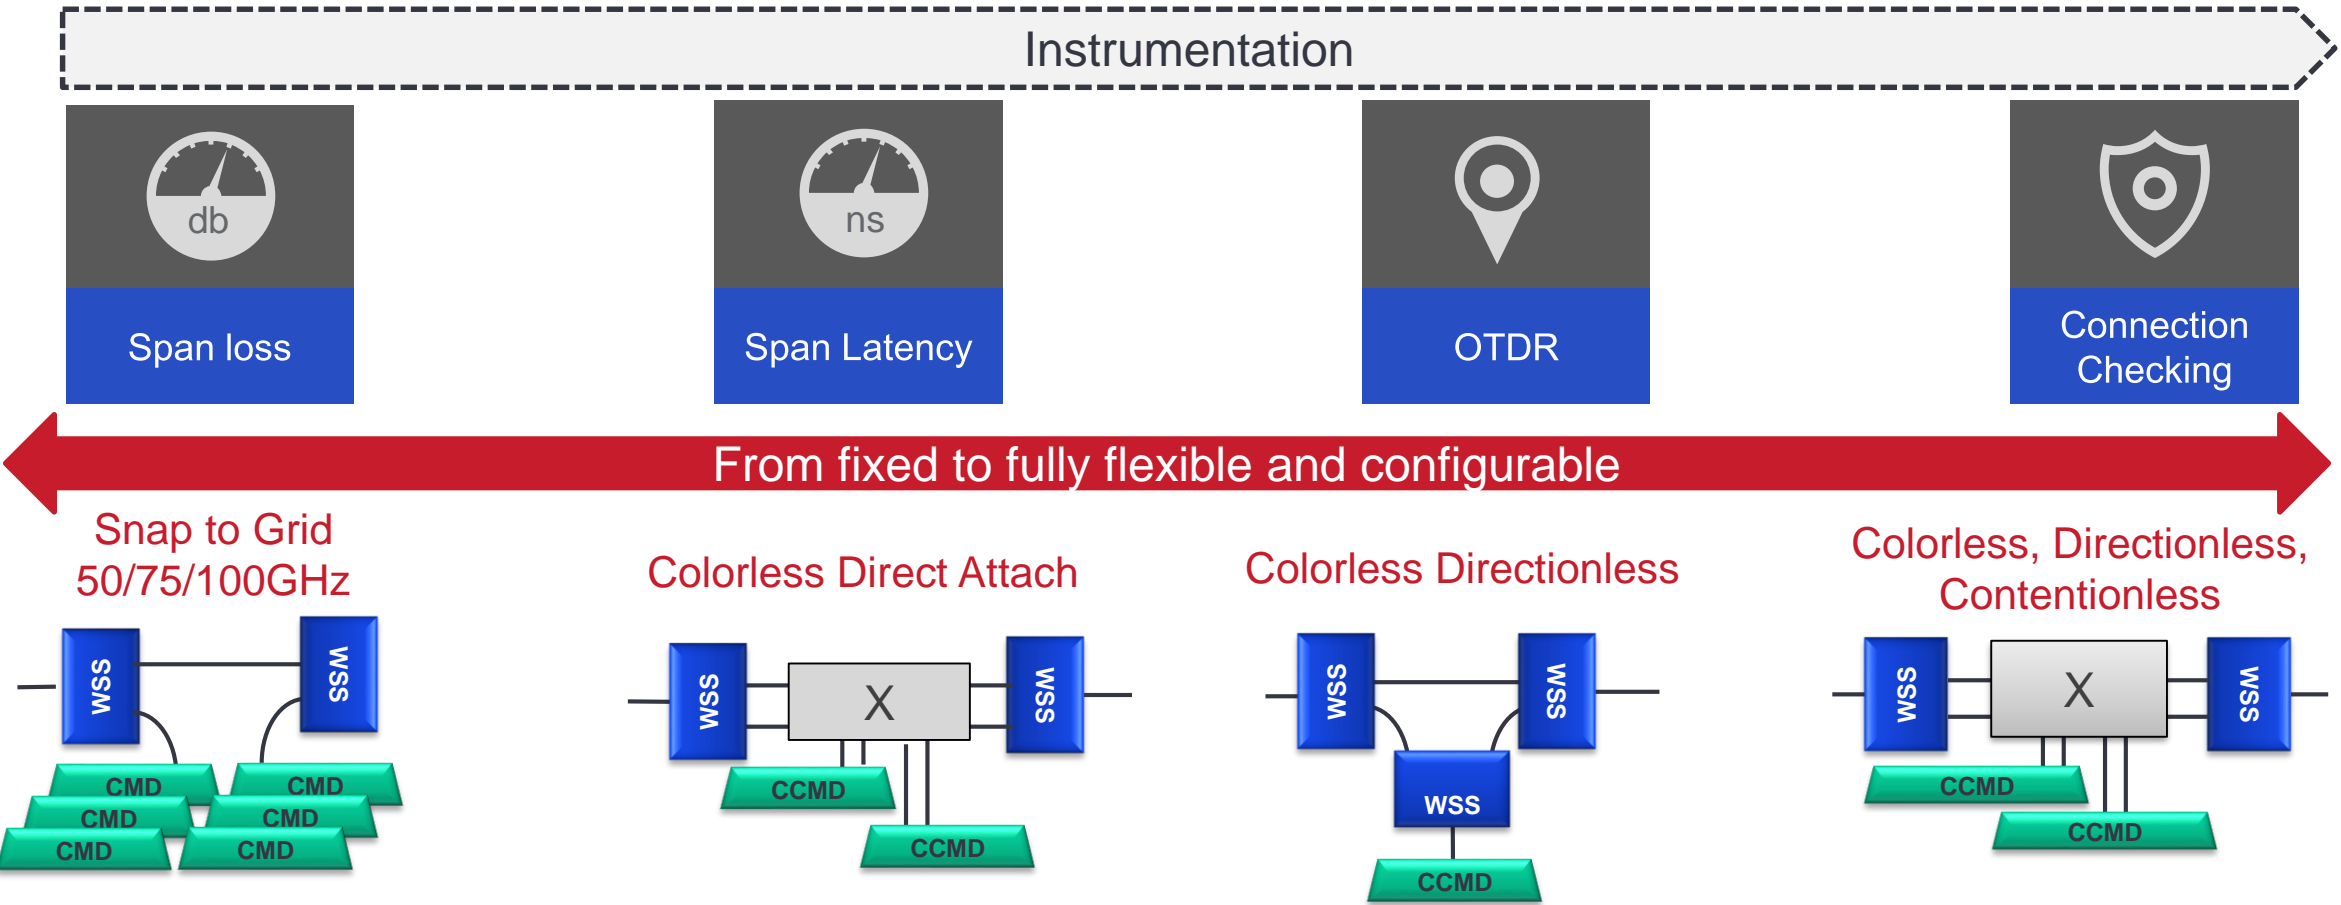 Instrumentation
db
ns
Span loss
Span Latency
OTDR
Connection
Checking
From fixed to fully flexible and configurable
Snap to Grid
50/75/100GHz
WSS
WSS
CMD
CMD
CMD
CMD
CMD
CMD
Colorless Direct Attach
WSS
X
WSS
CCMD
CCMD
Colorless Directionless
WSS
WSS
WSS
CCMD
Colorless, Directionless,
Contentionless
WSS
X
WSS
CCMD
CCMD